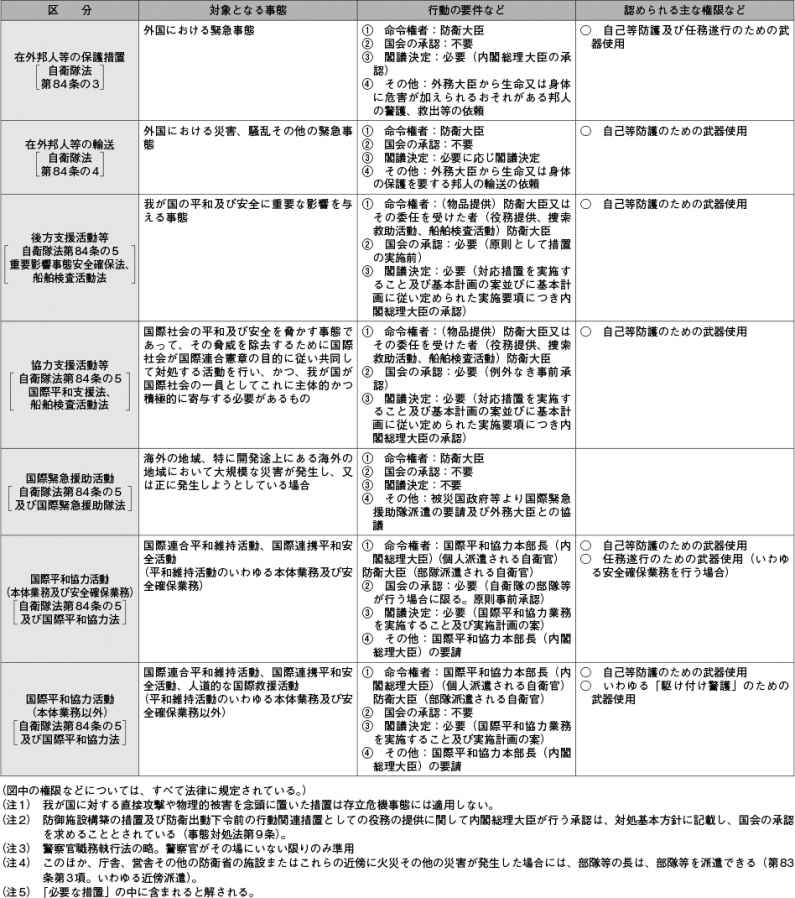 区　分
対象となる事態
行動の要件など
認められる主な権限など
在外邦人等の保護措置
自衛隊法
第84条の3
外国における緊急事態
① 命令権者：防衛大臣
② 国会の承認：不要
③ 閣議決定：必要（内閣総理大臣の承
認）
④ その他：外務大臣から生命又は身体
に危害が加えられるおそれがある邦人
の警護、救出等の依頼
○ 自己等防護及び任務遂行のための武
器使用
在外邦人等の輸送
自衛隊法
第84条の4
外国における災害、騒乱その他の緊急事
態
① 命令権者：防衛大臣
② 国会の承認：不要
③ 閣議決定：必要に応じ閣議決定
④ その他：外務大臣から生命又は身体
の保護を要する邦人の輸送の依頼
○ 自己等防護のための武器使用
後方支援活動等
自衛隊法第84条の5
重要影響事態安全確保法、
船舶検査活動法
我が国の平和及び安全に重要な影響を与
える事態
① 命令権者：（物品提供）防衛大臣又は
その委任を受けた者（役務提供、捜索
救助活動、船舶検査活動）防衛大臣
② 国会の承認：必要（原則として措置
の実施前）
③ 閣議決定：必要（対応措置を実施す
ること及び基本計画の案並びに基本計
画に従い定められた実施要項につき内
閣総理大臣の承認）
○ 自己等防護のための武器使用
協力支援活動等
自衛隊法第84条の5
国際平和支援法、
船舶検査活動法
国際社会の平和及び安全を脅かす事態で
あって、その脅威を除去するために国際
社会が国際連合憲章の目的に従い共同し
て対処する活動を行い、かつ、我が国が
国際社会の一員としてこれに主体的かつ
積極的に寄与する必要があるもの
① 命令権者：（物品提供）防衛大臣又は
その委任を受けた者（役務提供、捜索
救助活動、船舶検査活動）防衛大臣
② 国会の承認：必要（例外なき事前承
認）
③ 閣議決定：必要（対応措置を実施す
ること及び基本計画の案並びに基本計
画に従い定められた実施要項につき内
閣総理大臣の承認）
○ 自己等防護のための武器使用
国際緊急援助活動
自衛隊法第84条の5
及び国際緊急援助隊法
海外の地域、特に開発途上にある海外の
地域において大規模な災害が発生し、又
は正に発生しようとしている場合
① 命令権者：防衛大臣
② 国会の承認：不要
③ 閣議決定：不要
④ その他：被災国政府等より国際緊急
援助隊派遣の要請及び外務大臣との協
議
国際平和協力活動
（本体業務及び安全確保業務）
自衛隊法第84条の5
及び国際平和協力法
国際連合平和維持活動、国際連携平和安
全活動
（平和維持活動のいわゆる本体業務及び安
全確保業務）
① 命令権者：国際平和協力本部長（内
閣総理大臣）（個人派遣される自衛官）
防衛大臣（部隊派遣される自衛官）
② 国会の承認：必要（自衛隊の部隊等
が行う場合に限る。原則事前承認）
③ 閣議決定：必要（国際平和協力業務
を実施すること及び実施計画の案）
④ その他：国際平和協力本部長（内閣
総理大臣）の要請
○ 自己等防護のための武器使用
○ 任務遂行のための武器使用（いわゆ
る安全確保業務を行う場合）
国際平和協力活動
（本体業務以外）
自衛隊法第84条の5
及び国際平和協力法
国際連合平和維持活動、国際連携平和安
全活動、人道的な国際救援活動
（平和維持活動のいわゆる本体業務及び安
全確保業務以外）
① 命令権者：国際平和協力本部長（内
閣総理大臣）（個人派遣される自衛官）
防衛大臣（部隊派遣される自衛官）
② 国会の承認：不要
③ 閣議決定：必要（国際平和協力業務
を実施すること及び実施計画の案）
④ その他：国際平和協力本部長（内閣
総理大臣）の要請
○ 自己等防護のための武器使用
○ いわゆる「駆け付け警護」のための
武器使用
（図中の権限などについては、すべて法律に規定されている。）
（注1） 我が国に対する直接攻撃や物理的被害を念頭に置いた措置は存立危機事態には適用しない。
（注2） 防御施設構築の措置及び防衛出動下令前の行動関連措置としての役務の提供に関して内閣総理大臣が行う承認は、対処基本方針に記載し、国会の承認
を求めることとされている（事態対処法第9条）。
（注3） 警察官職務執行法の略。警察官がその場にいない限りのみ準用
（注4） このほか、庁舎、営舎その他の防衛省の施設またはこれらの近傍に火災その他の災害が発生した場合には、部隊等の長は、部隊等を派遣できる（第83
条第3項。いわゆる近傍派遣）。
（注5） 「必要な措置」の中に含まれると解される。